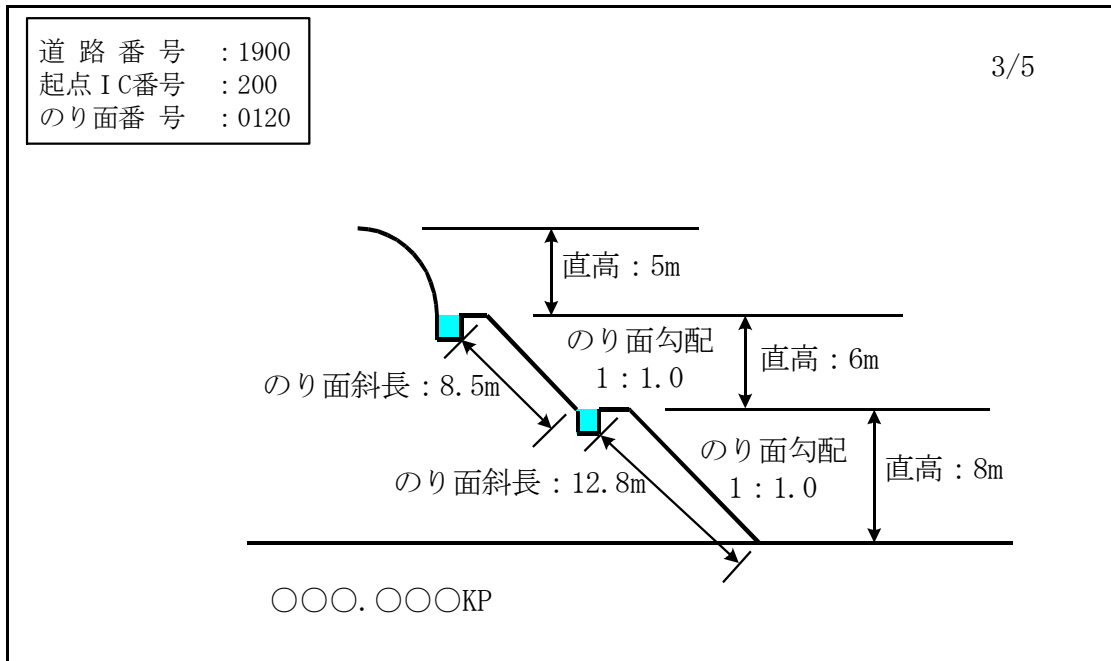 道 路 番 号 :1900
起点IC番号 :200
のり面番 号 :0120
3/5
直高:5m
のり面勾配
1:1.0
直高:6m
のり面斜長:8.5m
のり面勾配
1:1.0
直高:8m
のり面斜長:12.8m
○○○.○○○KP